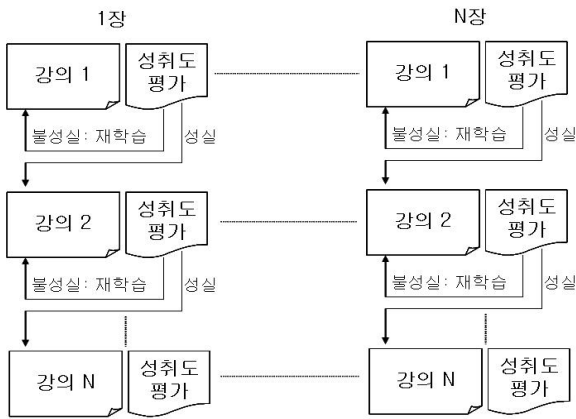 1장
N장
강의 1
성취도
평가
강의 1
성취도
평가
불성실: 재학습
성실
불성실: 재학습
성실
강의 2
성취도
평가
강의 2
성취도
평가
불성실: 재학습
성실
불성실: 재학습
성실
강의 N
성취도
평가
강의 N
성취도
평가